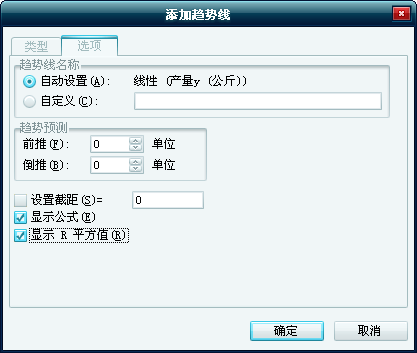 添加趋势线
类型 选项
趋势线名称
自动设置(A): 线性 (产量y (公斤))
自定义(C):
趋势预测
前推(F): 0 单位
倒推(B): 0 单位
设置截距(S)= 0
显示公式(E)
显示 R 平方值(R)
确定 取消